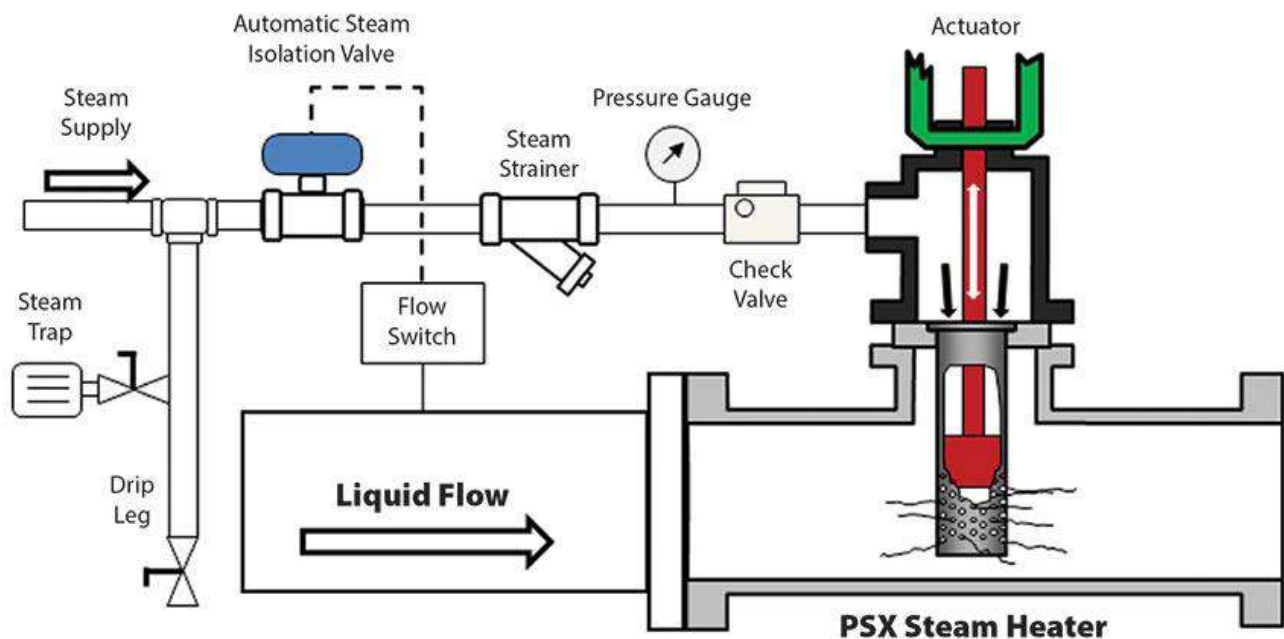 Automatic Steam
Isolation Valve
Actuator
Steam
Supply
Pressure Gauge
Steam
Strainer
Check
Valve
Steam
Trap
Flow
Switch
Drip
Leg
Liquid Flow
PSX Steam Heater